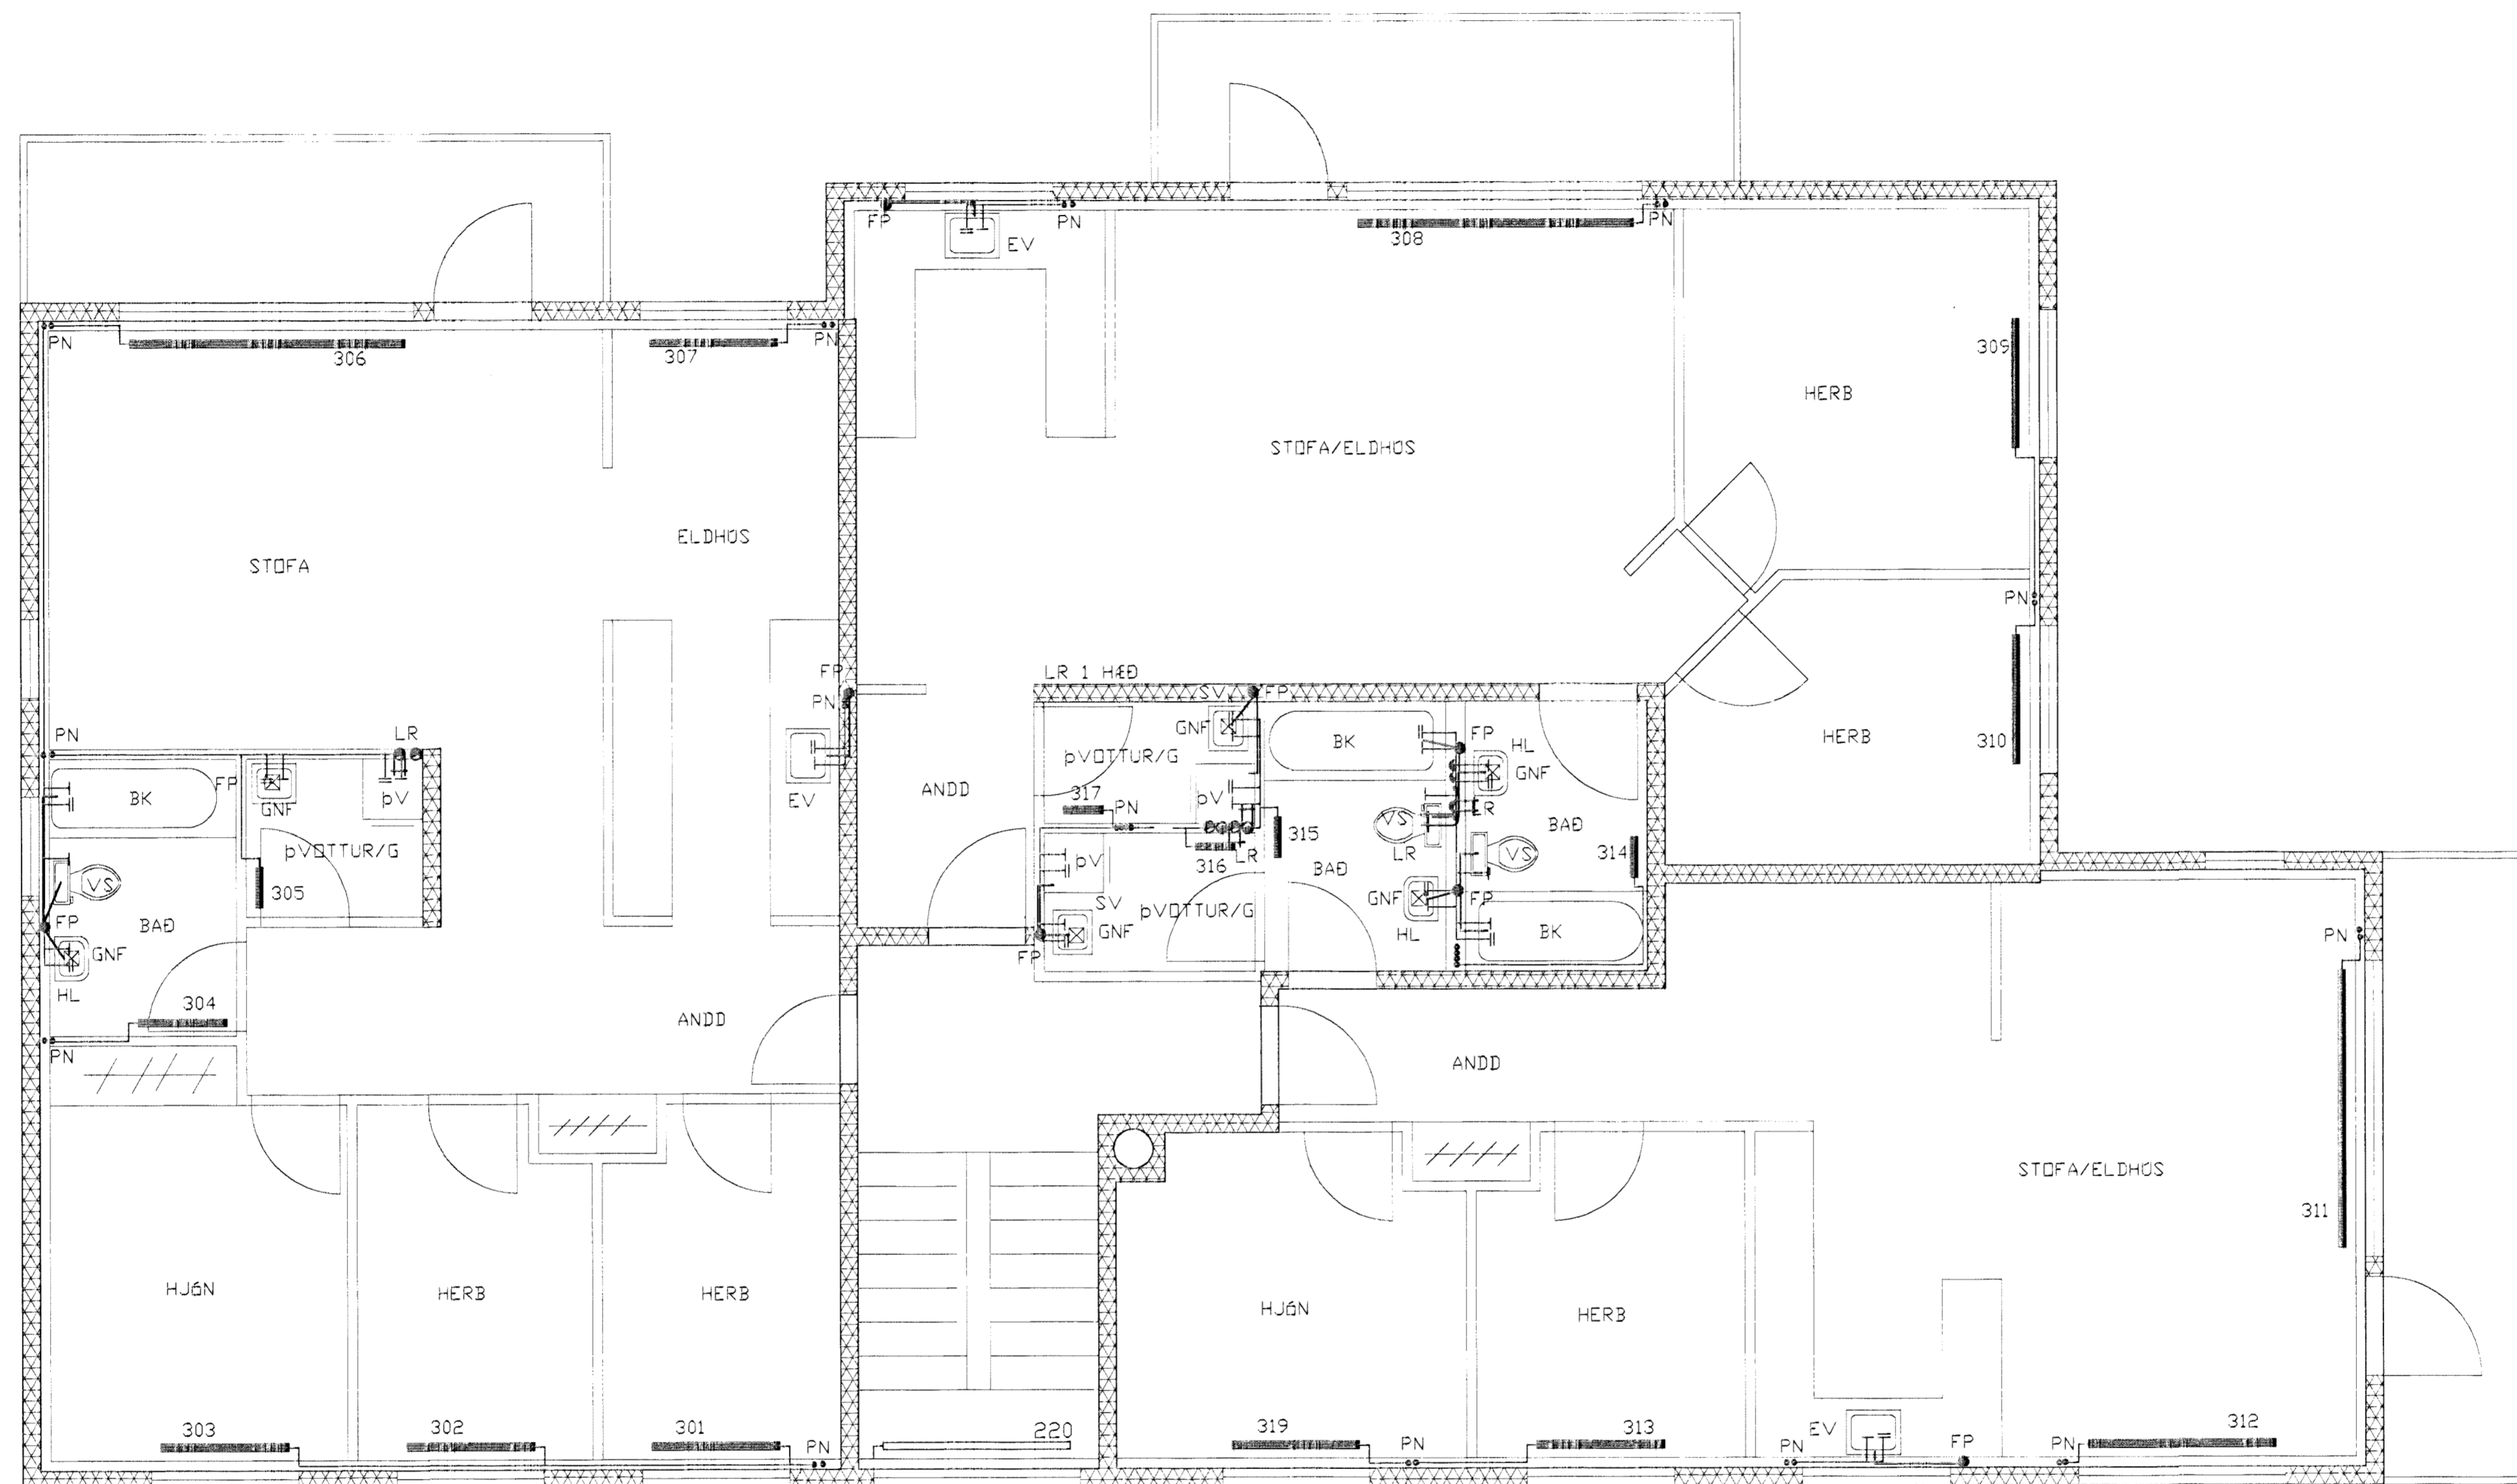 FP
PN
EV
308
PN
PN
306
307
PN
309
HERB
STOFA/ELDHÚS
ELDHÚS
STOFA
PN
LR 1 HÆÐ
FP
PN
SV
FP
PN
LR
GNF
BK
FP
HL
HERB
310
ÞVOTTUR/G
GNF
BK
FP
GNF
ÞV
EV
ANDD
317
PN
ÞV
VS
LR
BAÐ
315
ÞVOTTUR/G
ÞV
316
LR
LR
VS
314
BAÐ
VS
305
SV
ÞVOTTUR/G
GNF
FP
BK
FP
BAÐ
GNF
GNF
FP
HL
PN
HL
304
ANDD
PN
ANDD
STOFA/ELDHÚS
311
HJÓN
HERB
HERB
HJÓN
HERB
303
302
301
PN
220
319
PN
313
PN
EV
FP
PN
312